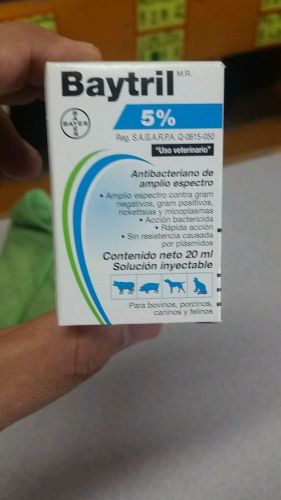 Baytril M.R.
BAYER
BAYER
5%
Reg. S.A.G.A.R.P.A. Q-0615-050
"Uso veterinario"
Antibacteriano de
amplio espectro
• Amplio espectro contra gram
negativos, gram positivos,
rickettsias y micoplasmas
• Acción bactericida
• Rápida acción
• Sin resistencia causada
por plásmidos
Contenido neto 20 ml
Solución inyectable
Para bovinos, porcinos,
caninos y felinos